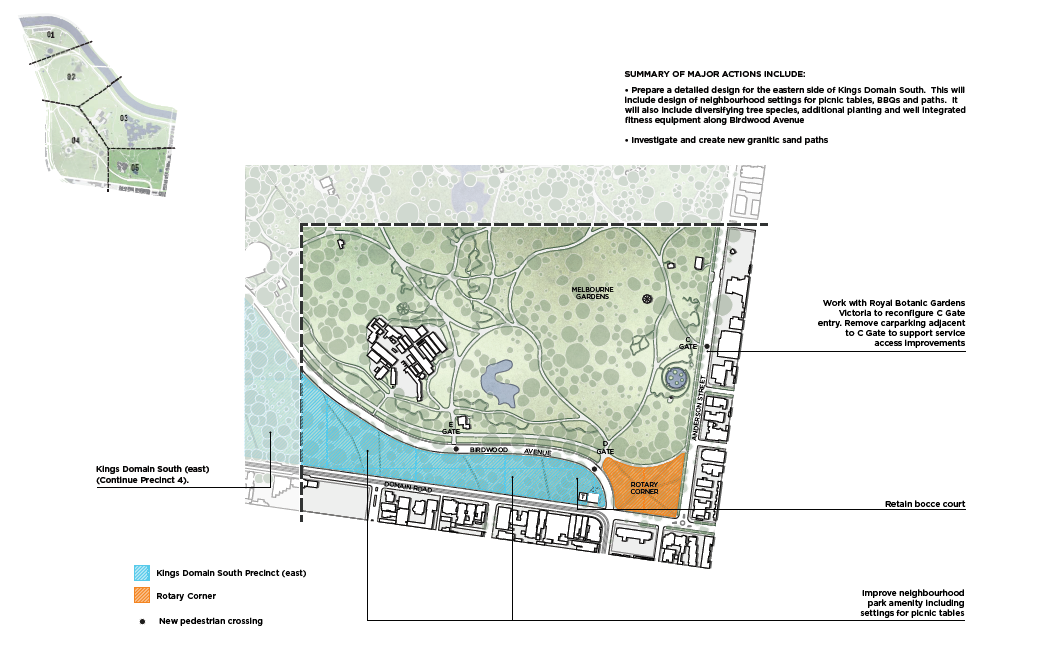 01
02
03
04
05
SUMMARY OF MAJOR ACTIONS INCLUDE:
• Prepare a detailed design for the eastern side of Kings Domain South. This will
include design of neighbourhood settings for picnic tables, BBQs and paths. It
will also include diversifying tree species, additional planting and well integrated
fitness equipment along Birdwood Avenue
• Investigate and create new granitic sand paths
MELBOURNE
GARDENS
Work with Royal Botanic Gardens
Victoria to reconfigure C Gate
entry. Remove carparking adjacent
to C Gate to support service
access improvements
C
GATE
ANDERSON STREET
E
GATE
D
GATE
BIRDWOOD AVENUE
Kings Domain South (east)
(Continue Precinct 4).
DOMAIN ROAD
ROTARY
CORNER
Retain bocce court
Kings Domain South Precinct (east)
Rotary Corner
New pedestrian crossing
Improve neighbourhood
park amenity including
settings for picnic tables